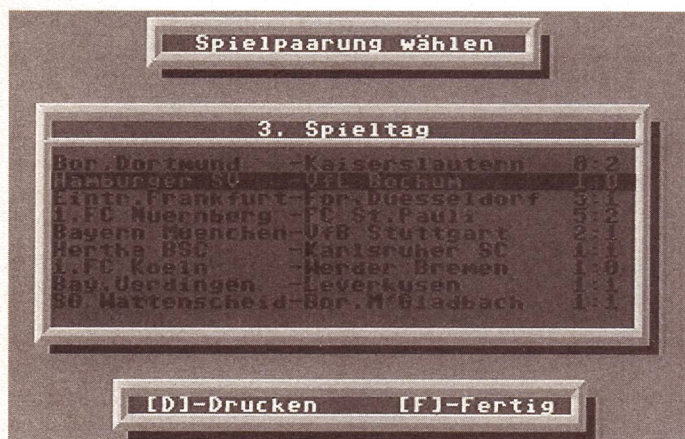 Spielpaarung wählen
3. Spieltag
Bor.Dortmund -Kaiserslautern 0:2
Hamburger SV -VfL Bochum 1:0
Eintr.Frankfurt-For.Duesseldorf 5:1
1.FC Nuernberg -FC St.Pauli 5:2
Bayern Muenchen-VfB Stuttgart 2:1
Hertha BSC -Karlsruher SC 1:1
1.FC Koeln -Werder Bremen 1:0
Bay.Uerdingen -Leverkusen 1:1
SG Wattenscheid-Bor.M'Gladbach 1:1
[D]-Drucken [F]-Fertig